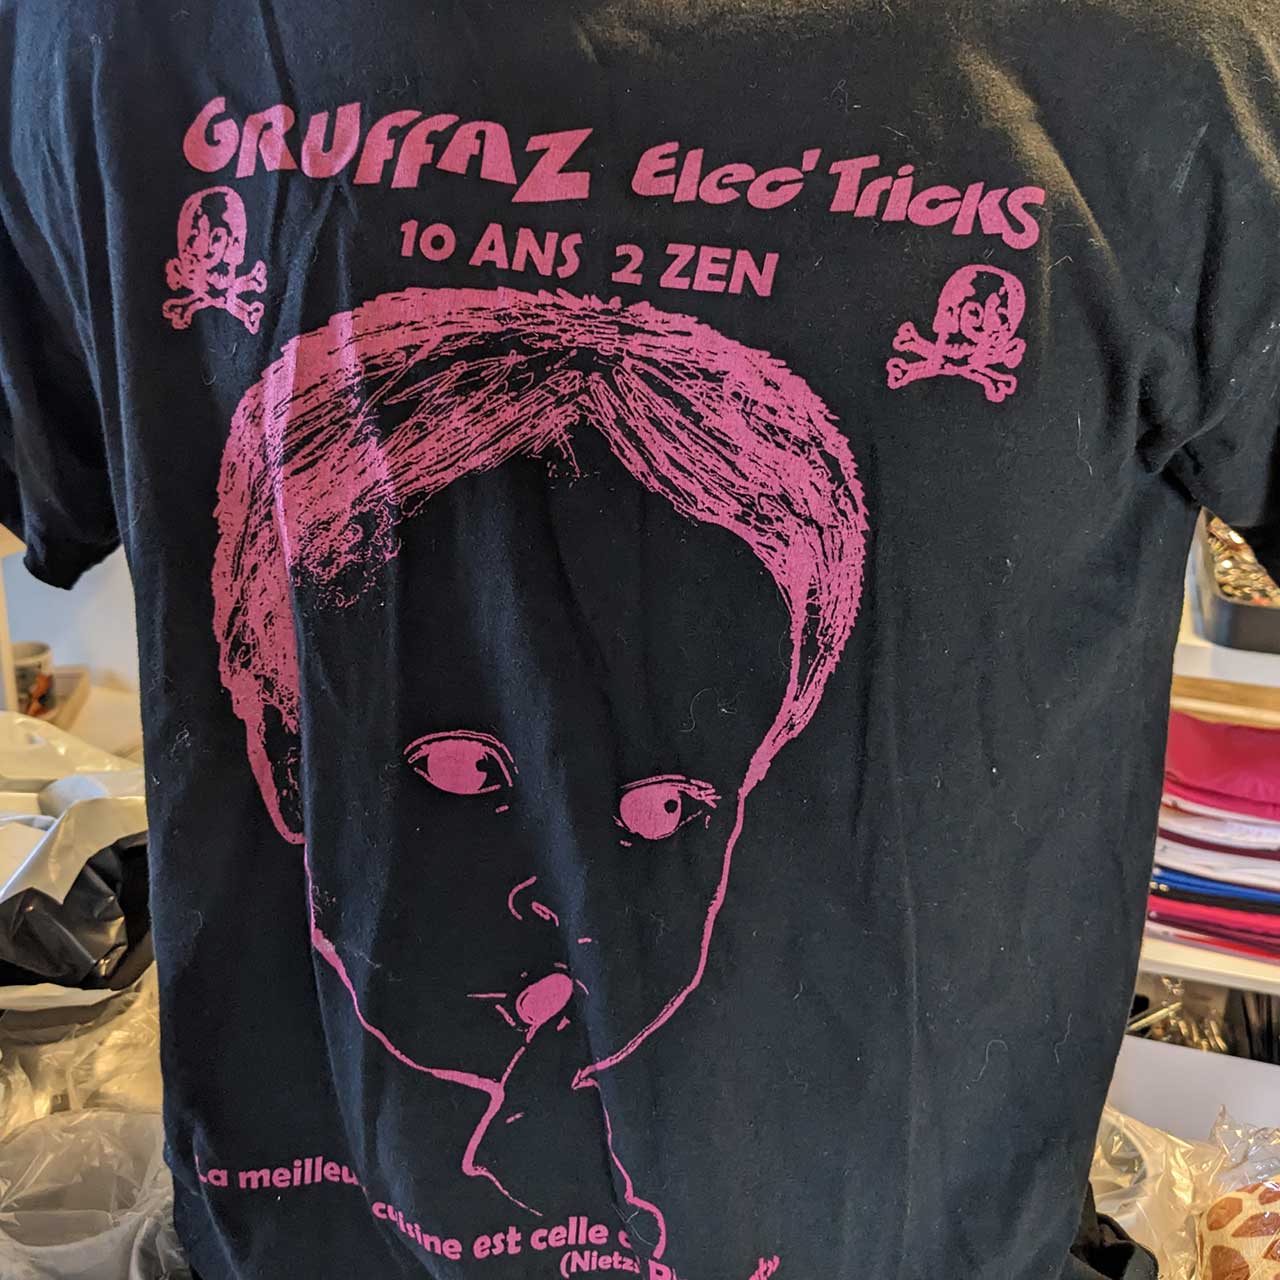 GRUFFAZ Elec'Tricks
10 ANS 2 ZEN
La meilleu
cuisine est celle
(Nietz